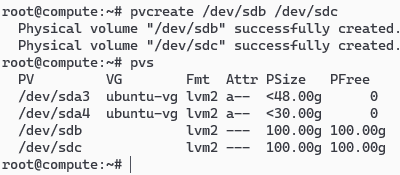 root@compute:~# pvcreate /dev/sdb /dev/sdc
  Physical volume "/dev/sdb" successfully created.
  Physical volume "/dev/sdc" successfully created.
root@compute:~# pvs
  PV         VG        Fmt  Attr PSize   PFree
  /dev/sda3  ubuntu-vg lvm2 a--  <48.00g      0
  /dev/sda4  ubuntu-vg lvm2 a--  <30.00g      0
  /dev/sdb             lvm2 ---  100.00g 100.00g
  /dev/sdc             lvm2 ---  100.00g 100.00g
root@compute:~#